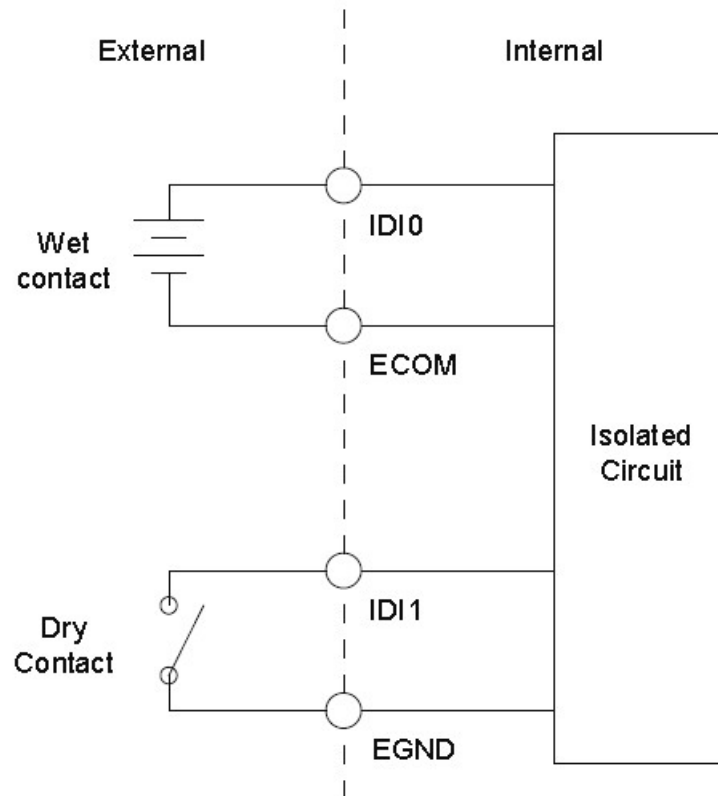 External
Internal
IDI0
Wet
contact
ECOM
Isolated
Circuit
IDI1
Dry
Contact
EGND